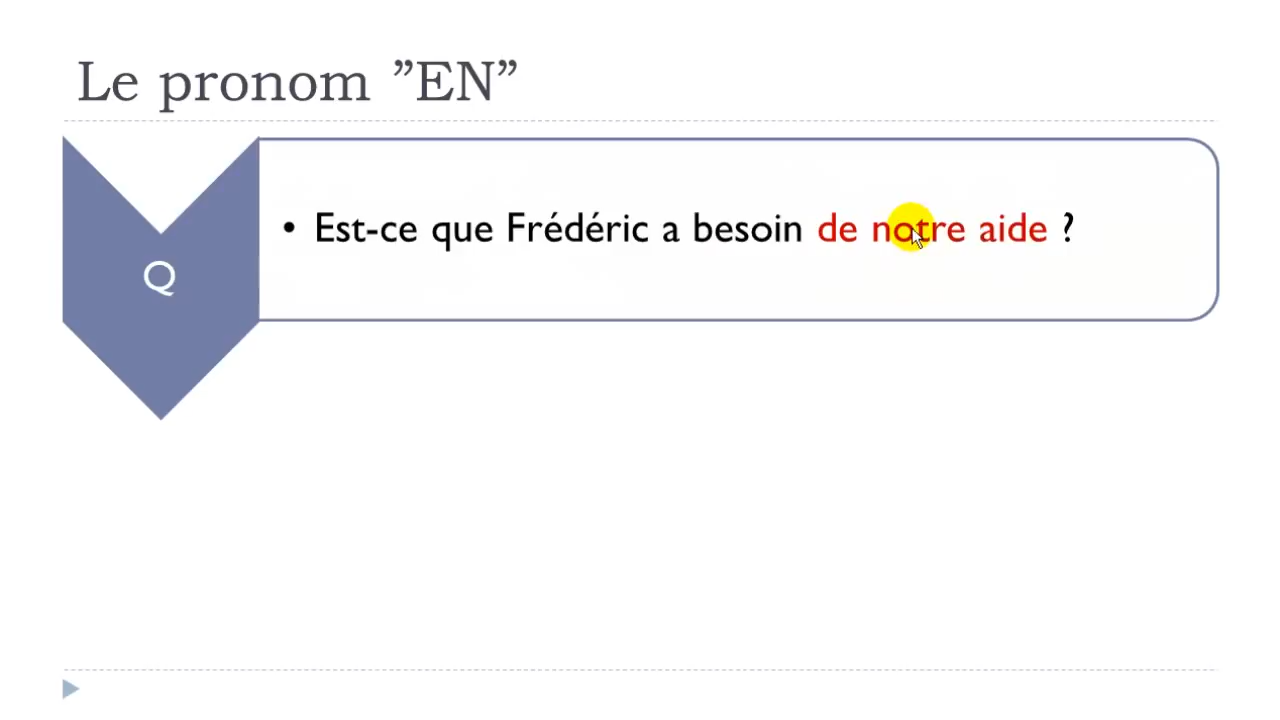 Le pronom ”EN”
Q
• Est-ce que Frédéric a besoin de notre aide ?